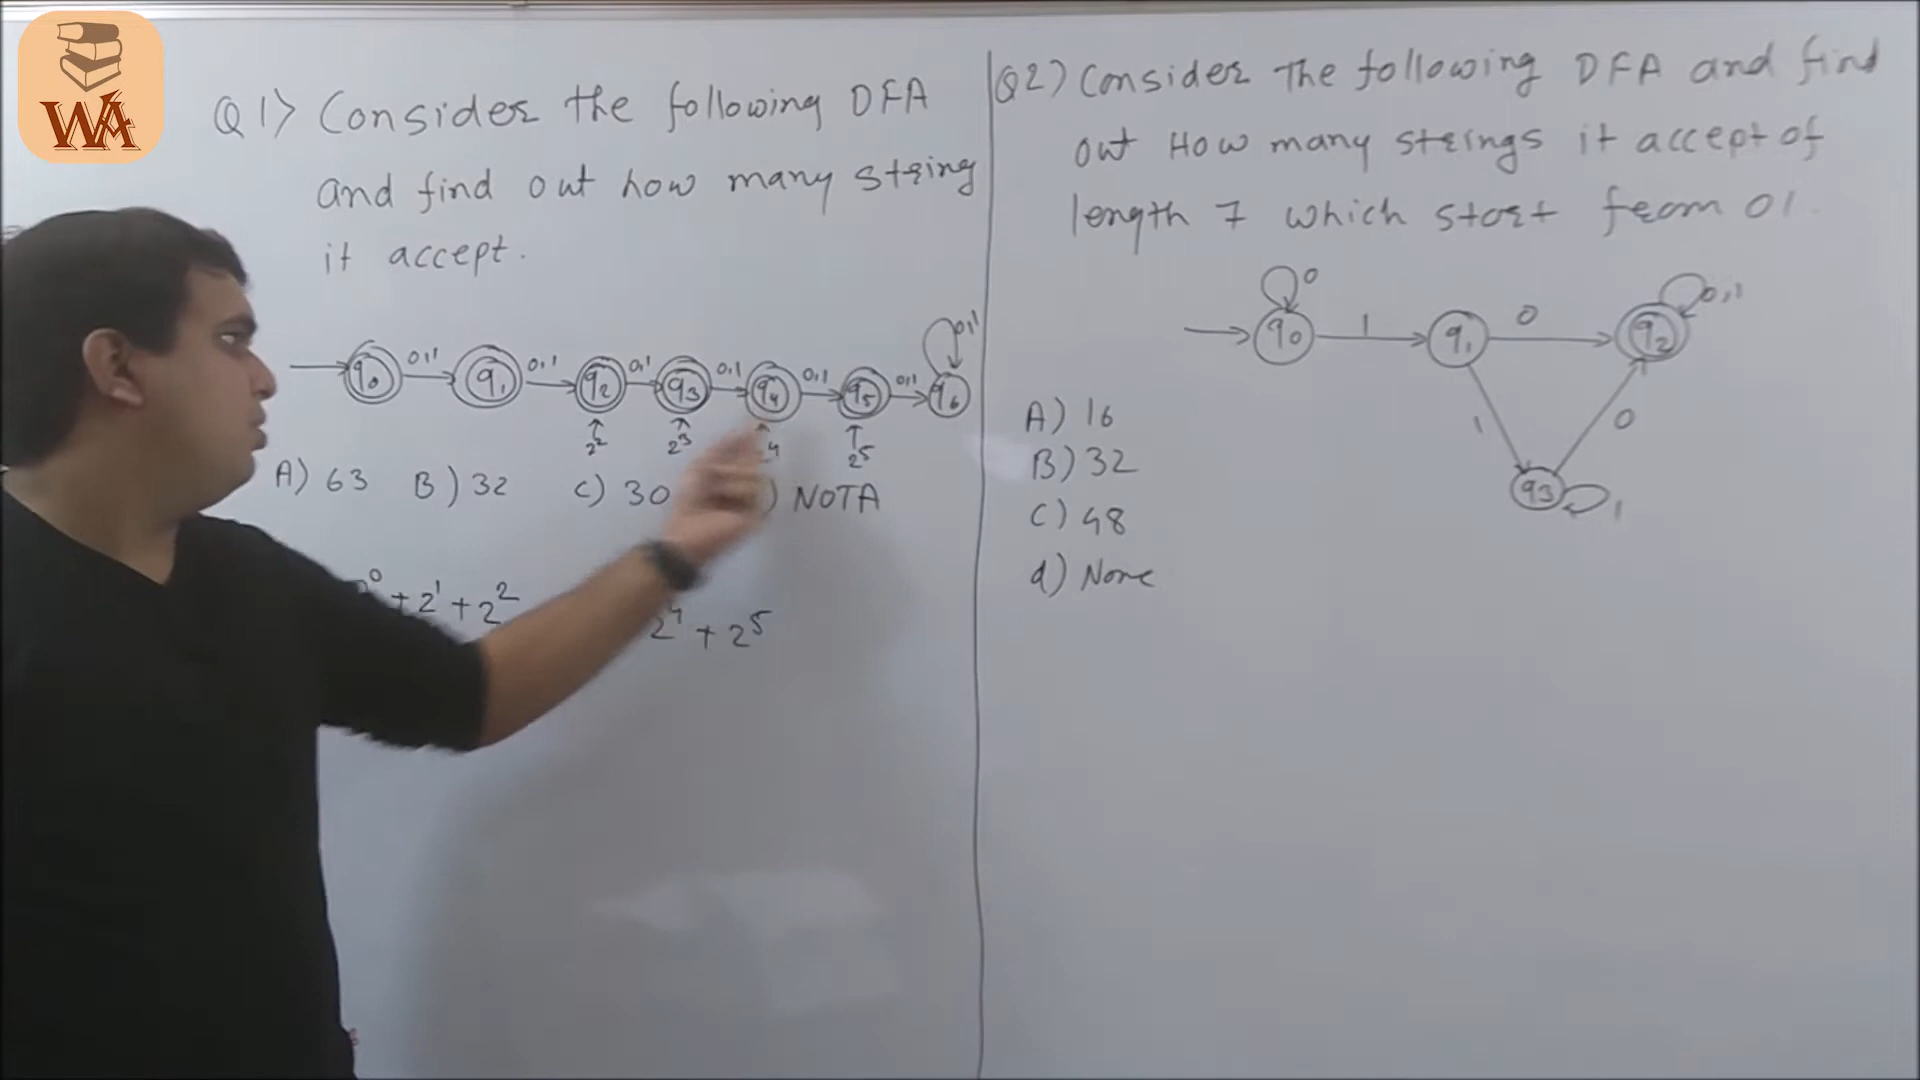 WA
Q1) Consider the following DFA
and find out how many string
it accept.
q0 0,1 q1 0,1 q2 0,1 q3 0,1 q4 0,1 q5 0,1 q6 0,1
2^2 2^3 4 2^5
A) 63 B) 32 C) 30 ) NOTA
0 + 2^1 + 2^2 2^4 + 2^5
Q2) Consider The following DFA and find
out How many strings it accept of
length 7 which start from 01.
0 0,1
q0 1 q1 0 q2
1 0
q3 1
A) 16
B) 32
C) 48
d) None